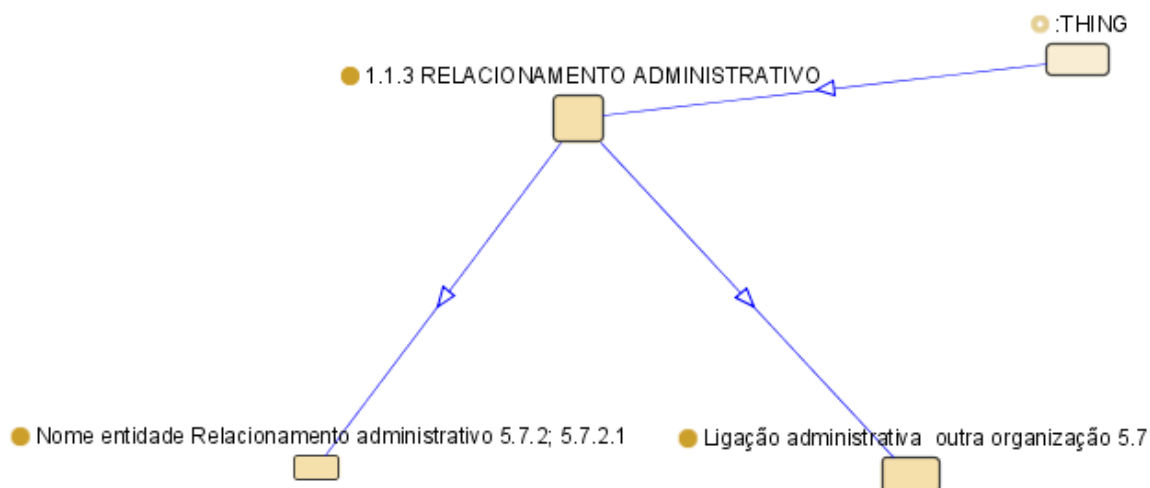 :THING
1.1.3 RELACIONAMENTO ADMINISTRATIVO
Nome entidade Relacionamento administrativo 5.7.2; 5.7.2.1
Ligação administrativa outra organização 5.7